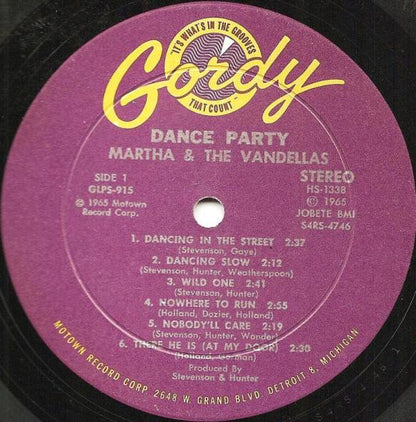 "IT'S WHAT'S IN THE GROOVES
Gordy
THAT COUNT"
DANCE PARTY
MARTHA & THE VANDELLAS
SIDE 1
GLPS-915
STEREO
HS-1338
℗ 1965 Motown
Record Corp.
© 1965
JOBETE BMI
S4RS-4746
1. DANCING IN THE STREET 2:37
(Stevenson, Gaye)
2. DANCING SLOW 2:12
(Stevenson, Hunter, Weatherspoon)
3. WILD ONE 2:41
(Stevenson, Hunter)
4. NOWHERE TO RUN 2:55
(Holland, Dozier, Holland)
5. NOBODY'LL CARE 2:19
(Stevenson, Hunter, Wonder)
6. THERE HE IS (AT MY DOOR) 2:30
(Holland, Gorman)
Produced By
Stevenson & Hunter
MOTOWN RECORD CORP. 2648 W. GRAND BLVD. DETROIT 8, MICHIGAN